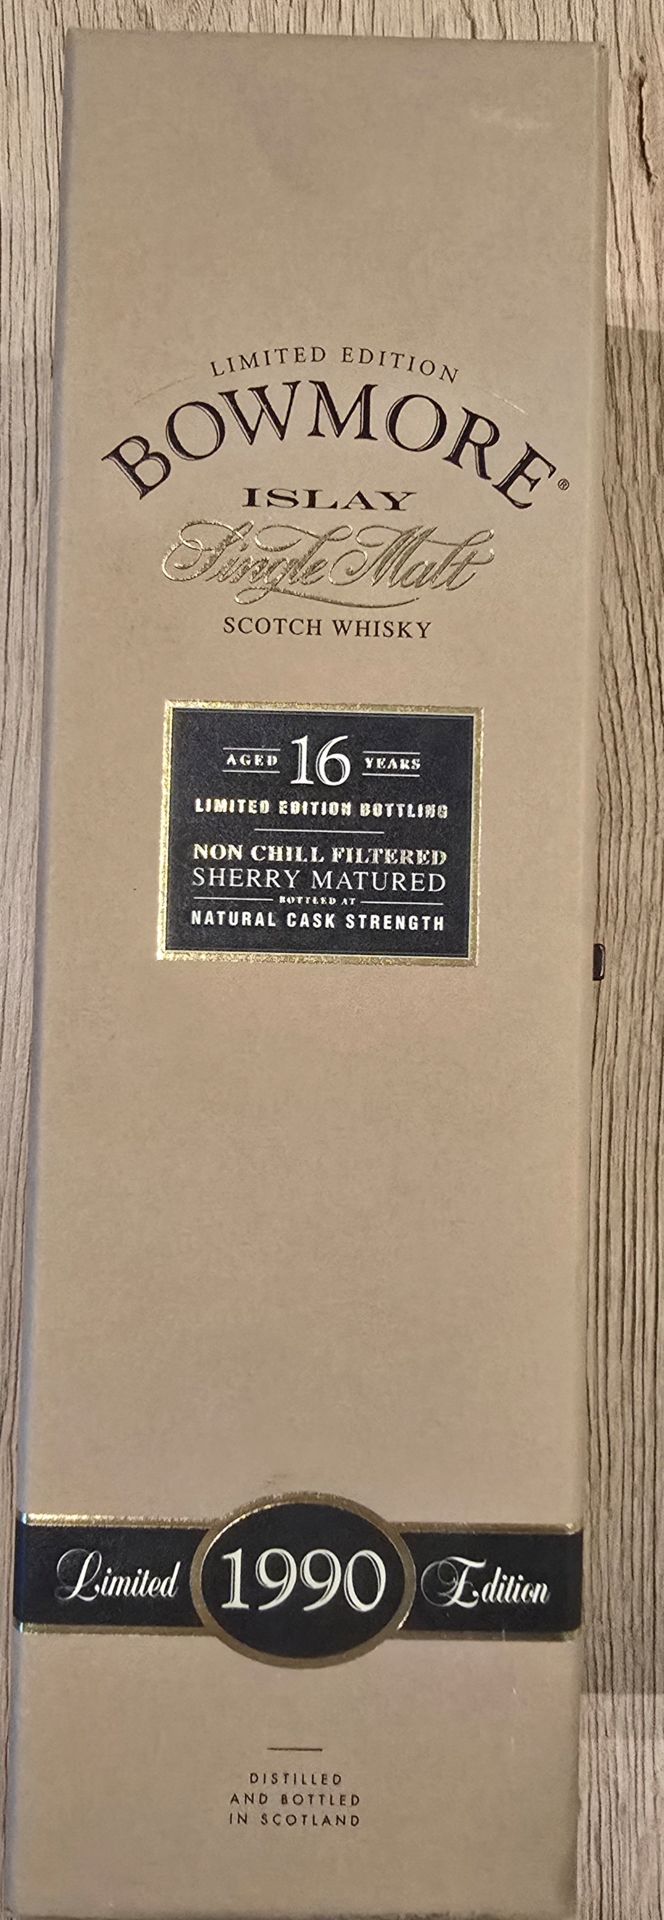 LIMITED EDITION
BOWMORE®
ISLAY
Single Malt
SCOTCH WHISKY
AGED 16 YEARS
LIMITED EDITION BOTTLING
NON CHILL FILTERED
SHERRY MATURED
BOTTLED AT
NATURAL CASK STRENGTH
Limited 1990 Edition
DISTILLED
AND BOTTLED
IN SCOTLAND